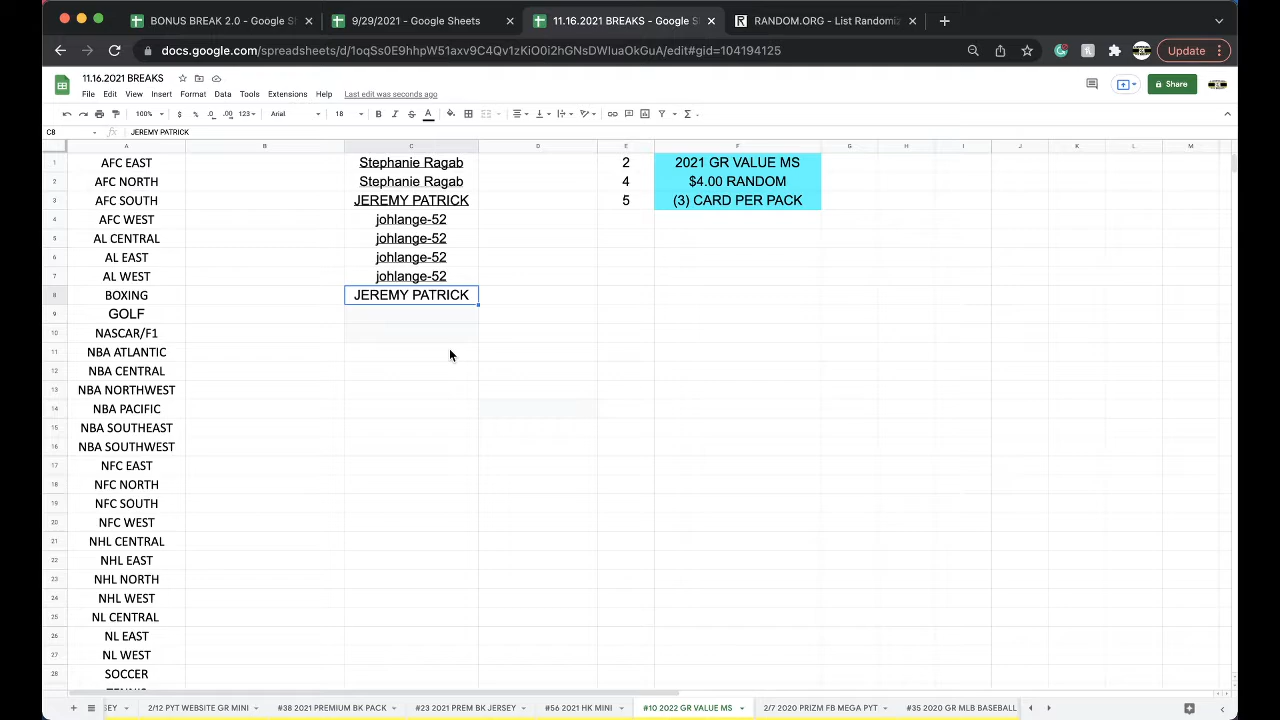 BONUS BREAK 2.0 - Google Sh
9/29/2021 - Google Sheets
11.16.2021 BREAKS - Google S
RANDOM.ORG - List Randomiz
docs.google.com/spreadsheets/d/1oqSs0E9hhpW51axv9C4Qv1zKiO0i2hGNsDWIuaOkGuA/edit#gid=104194125
Update
11.16.2021 BREAKS
File Edit View Insert Format Data Tools Extensions Help Last edit was seconds ago
Share
100% $ % .0 .00 123 Arial 18 B I S A
C8 fx JEREMY PATRICK
A B C D E F G H I J K L M
1 AFC EAST Stephanie Ragab 2 2021 GR VALUE MS
2 AFC NORTH Stephanie Ragab 4 $4.00 RANDOM
3 AFC SOUTH JEREMY PATRICK 5 (3) CARD PER PACK
4 AFC WEST johlange-52
5 AL CENTRAL johlange-52
6 AL EAST johlange-52
7 AL WEST johlange-52
8 BOXING JEREMY PATRICK
9 GOLF
10 NASCAR/F1
11 NBA ATLANTIC
12 NBA CENTRAL
13 NBA NORTHWEST
14 NBA PACIFIC
15 NBA SOUTHEAST
16 NBA SOUTHWEST
17 NFC EAST
18 NFC NORTH
19 NFC SOUTH
20 NFC WEST
21 NHL CENTRAL
22 NHL EAST
23 NHL NORTH
24 NHL WEST
25 NL CENTRAL
26 NL EAST
27 NL WEST
28 SOCCER
TENNIS
EY 2/12 PYT WEBSITE GR MINI #38 2021 PREMIUM BK PACK #23 2021 PREM BK JERSEY #56 2021 HK MINI #10 2022 GR VALUE MS 2/7 2020 PRIZM FB MEGA PYT #35 2020 GR MLB BASEBALL